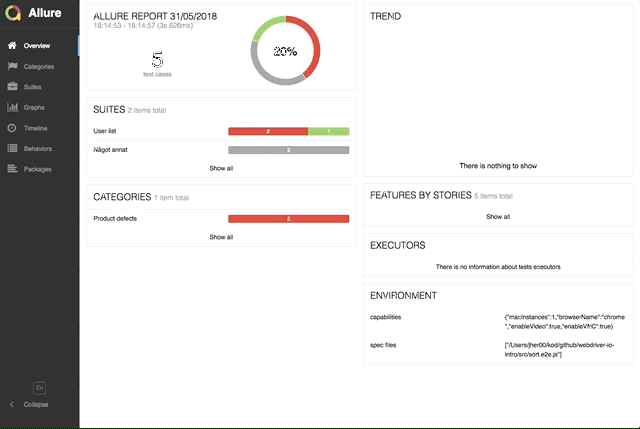 Allure
Overview
Categories
Suites
Graphs
Timeline
Behaviors
Packages
En
Collapse
ALLURE REPORT 31/05/2018
18:14:53 - 18:14:57 (3s 626ms)
5
test cases
20%
SUITES 2 items total
User list
2
1
Något annat
2
Show all
CATEGORIES 1 item total
Product defects
2
Show all
TREND
There is nothing to show
FEATURES BY STORIES 5 items total
Show all
EXECUTORS
There is no information about tests executors
ENVIRONMENT
capabilities
{"maxInstances":1,"browserName":"chrome
","enableVideo":true,"enableVNC":true}
spec files
["/Users/jher00/kod/github/webdriver-io-
intro/src/sort.e2e.js"]